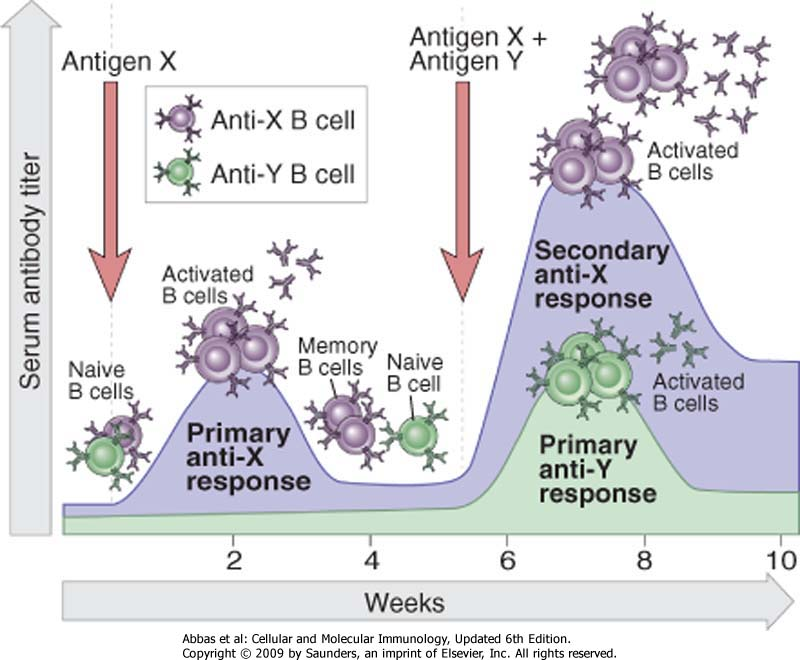 Serum antibody titer
Antigen X
Antigen X +
Antigen Y
Anti-X B cell
Anti-Y B cell
Naive
B cells
Activated
B cells
Primary
anti-X
response
Memory
B cells
Naive
B cell
Activated
B cells
Secondary
anti-X
response
Activated
B cells
Primary
anti-Y
response
2 4 6 8 10
Weeks
Abbas et al: Cellular and Molecular Immunology, Updated 6th Edition.
Copyright © 2009 by Saunders, an imprint of Elsevier, Inc. All rights reserved.